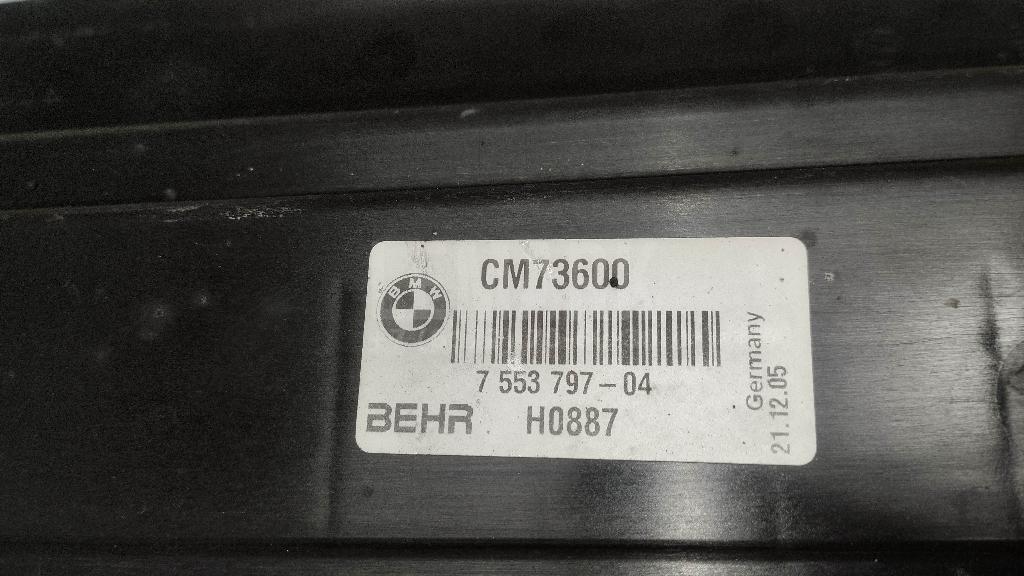 CM73600
BMW
7 553 797-04
BEHR
H0887
Germany
21.12.05